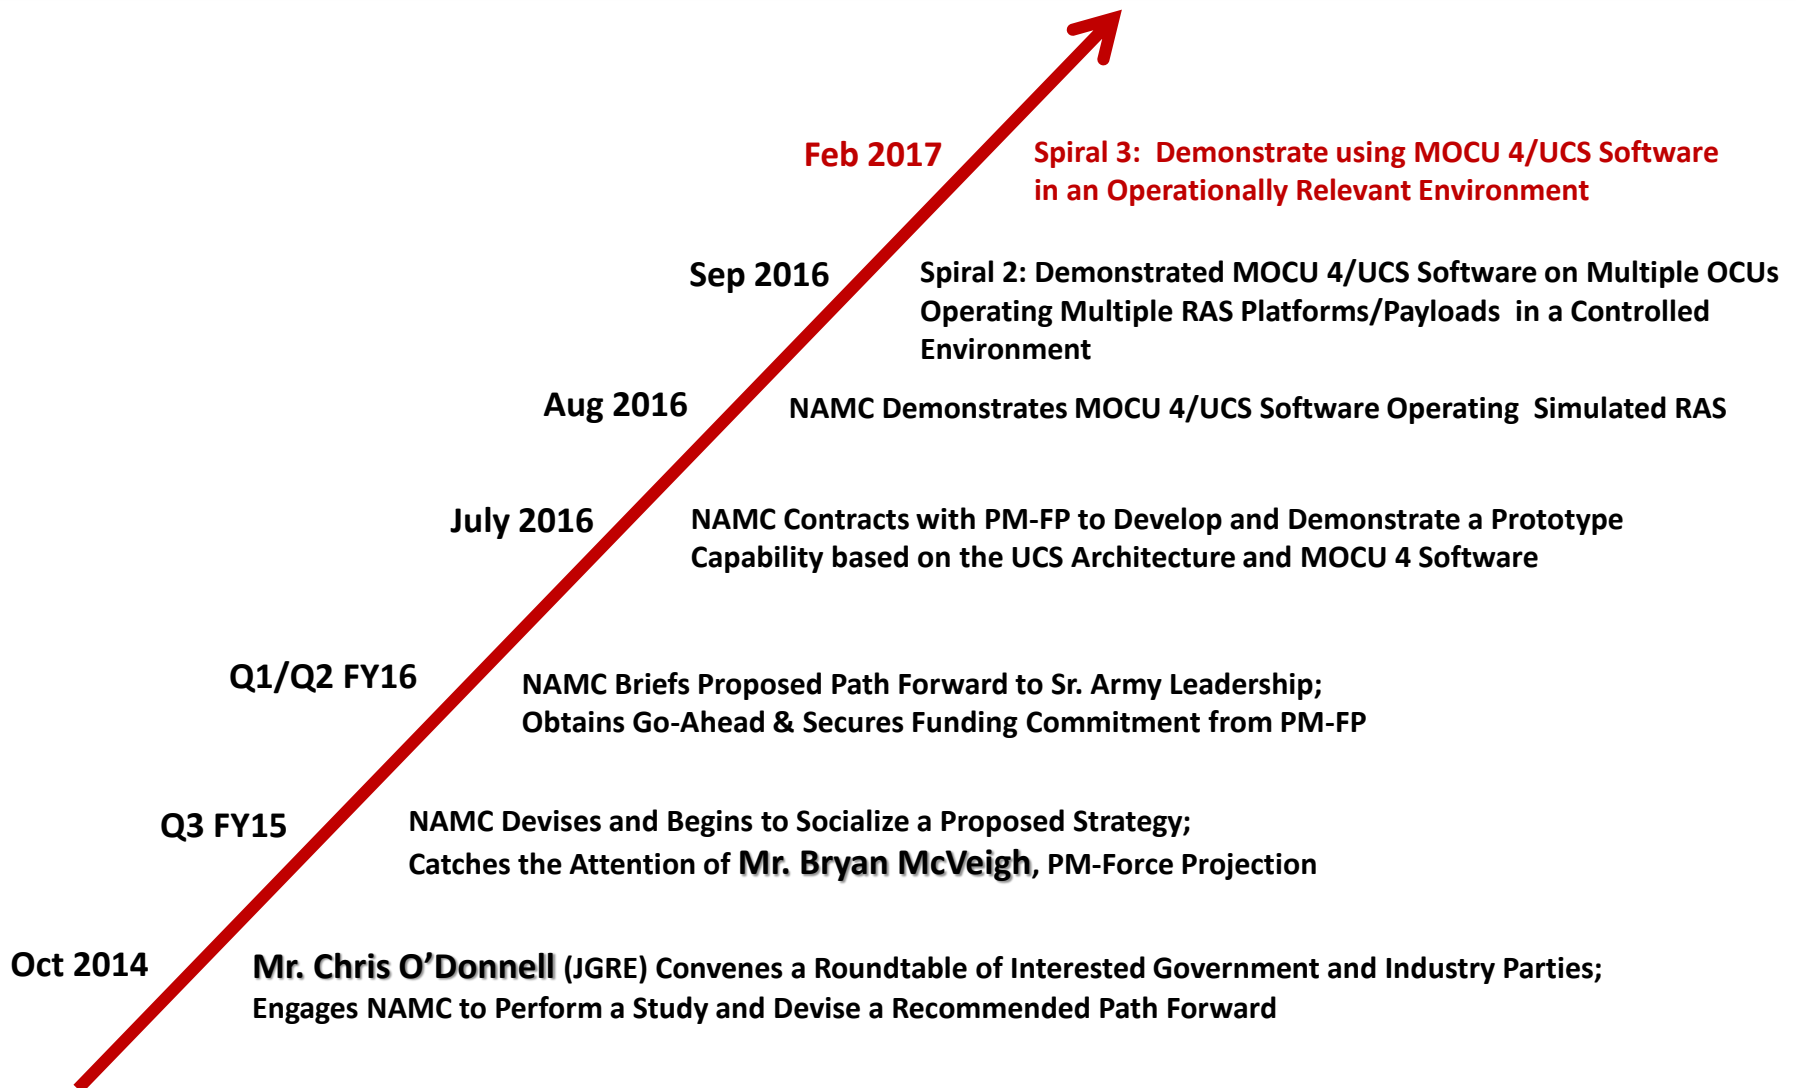 Feb 2017
Spiral 3:  Demonstrate using MOCU 4/UCS Software
in an Operationally Relevant Environment
Sep 2016
Spiral 2: Demonstrated MOCU 4/UCS Software on Multiple OCUs
Operating Multiple RAS Platforms/Payloads  in a Controlled
Environment
Aug 2016
NAMC Demonstrates MOCU 4/UCS Software Operating  Simulated RAS
July 2016
NAMC Contracts with PM-FP to Develop and Demonstrate a Prototype
Capability based on the UCS Architecture and MOCU 4 Software
Q1/Q2 FY16
NAMC Briefs Proposed Path Forward to Sr. Army Leadership;
Obtains Go-Ahead & Secures Funding Commitment from PM-FP
Q3 FY15
NAMC Devises and Begins to Socialize a Proposed Strategy;
Catches the Attention of Mr. Bryan McVeigh, PM-Force Projection
Oct 2014
Mr. Chris O’Donnell (JGRE) Convenes a Roundtable of Interested Government and Industry Parties;
Engages NAMC to Perform a Study and Devise a Recommended Path Forward